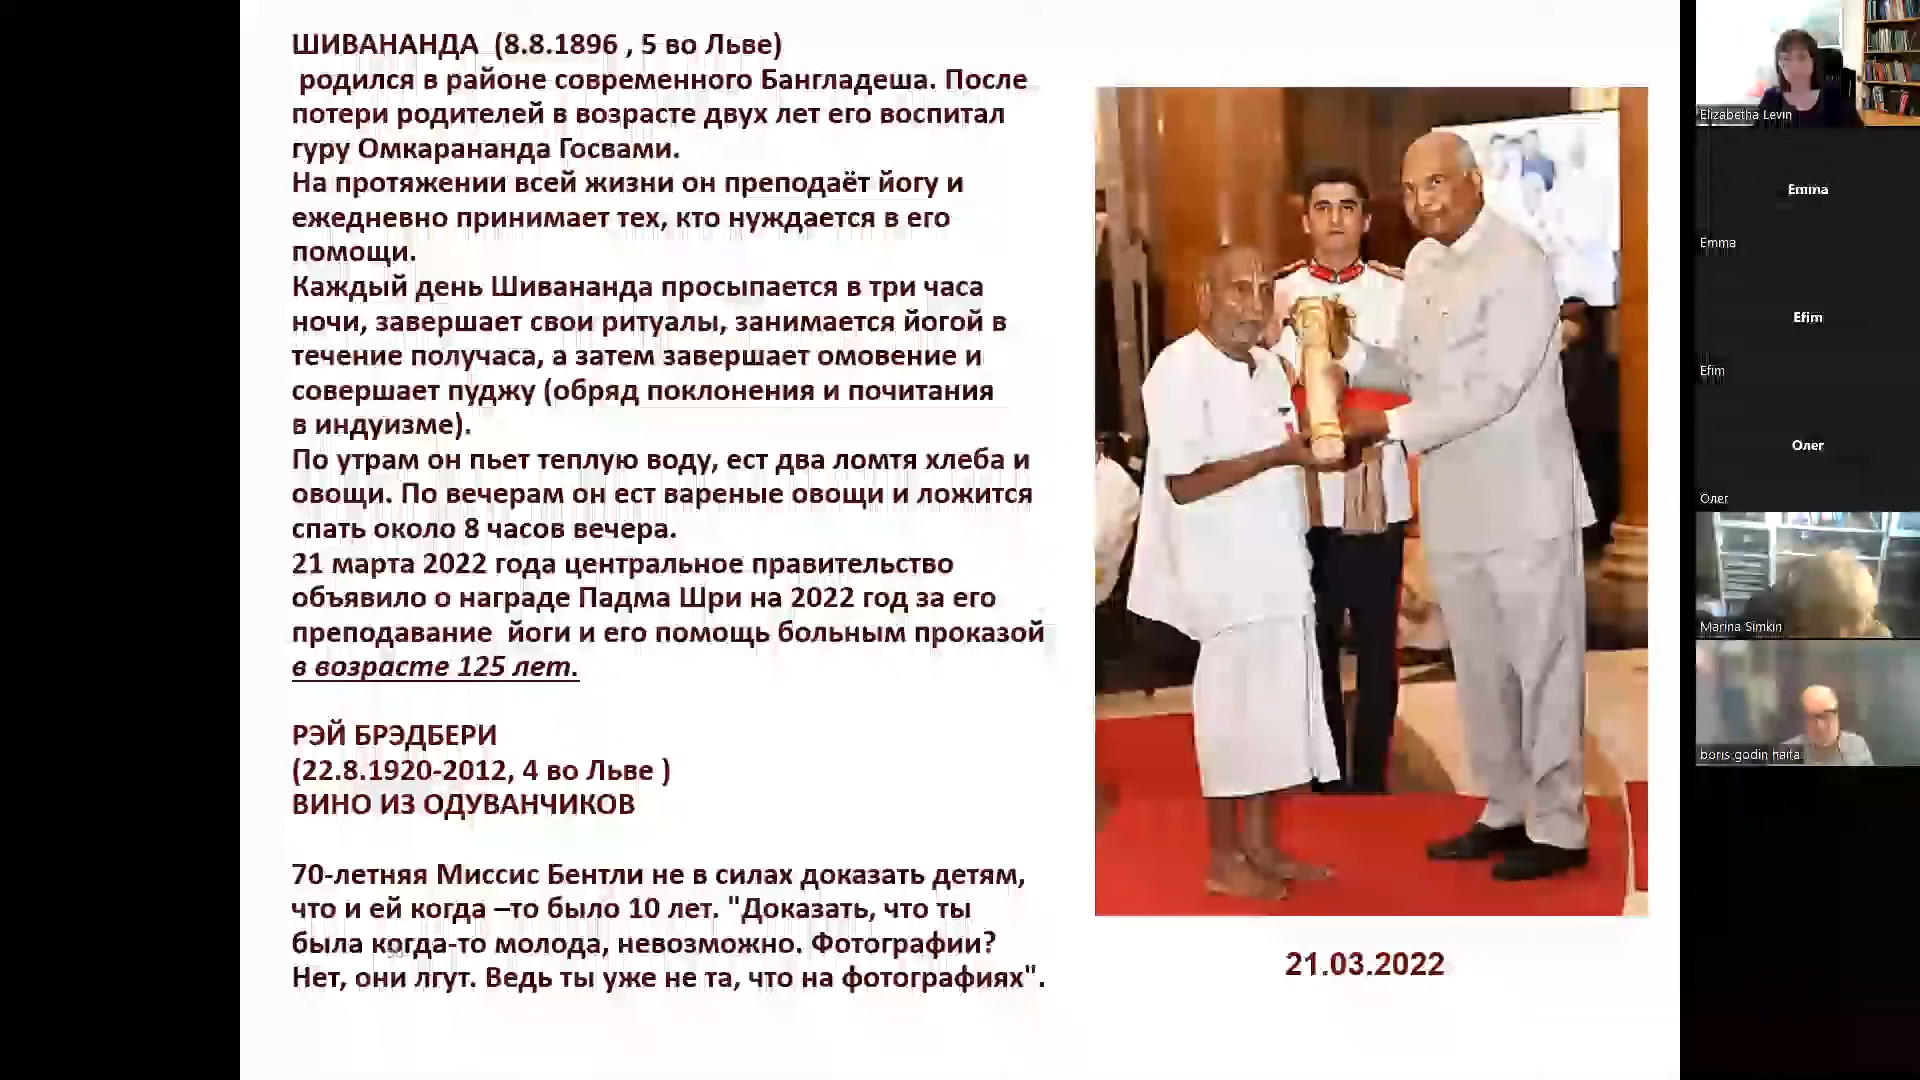 ШИВАНАНДА (8.8.1896 , 5 во Льве)
родился в районе современного Бангладеша. После
потери родителей в возрасте двух лет его воспитал
гуру Омкарананда Госвами.
На протяжении всей жизни он преподаёт йогу и
ежедневно принимает тех, кто нуждается в его
помощи.
Каждый день Шивананда просыпается в три часа
ночи, завершает свои ритуалы, занимается йогой в
течение получаса, а затем завершает омовение и
совершает пуджу (обряд поклонения и почитания
в индуизме).
По утрам он пьет теплую воду, ест два ломтя хлеба и
овощи. По вечерам он ест вареные овощи и ложится
спать около 8 часов вечера.
21 марта 2022 года центральное правительство
объявило о награде Падма Шри на 2022 год за его
преподавание йоги и его помощь больным проказой
в возрасте 125 лет.
РЭЙ БРЭДБЕРИ
(22.8.1920-2012, 4 во Льве )
ВИНО ИЗ ОДУВАНЧИКОВ
70-летняя Миссис Бентли не в силах доказать детям,
что и ей когда –то было 10 лет. "Доказать, что ты
была когда-то молода, невозможно. Фотографии?
Нет, они лгут. Ведь ты уже не та, что на фотографиях".
21.03.2022
Elizabetha Levin
Emma
Emma
Efim
Efim
Олег
Олег
Marina Simkin
boris godin haifa